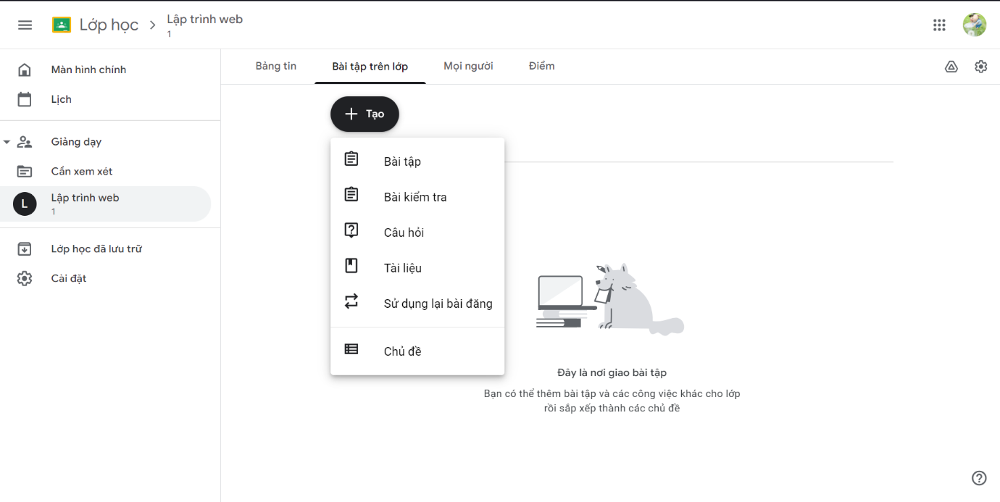 Lớp học
Lập trình web
1
Màn hình chính
Lịch
Giảng dạy
Cần xem xét
L
Lập trình web
1
Lớp học đã lưu trữ
Cài đặt
Bảng tin
Bài tập trên lớp
Mọi người
Điểm
Tạo
Bài tập
Bài kiểm tra
Câu hỏi
Tài liệu
Sử dụng lại bài đăng
Chủ đề
Đây là nơi giao bài tập
Bạn có thể thêm bài tập và các công việc khác cho lớp
rồi sắp xếp thành các chủ đề